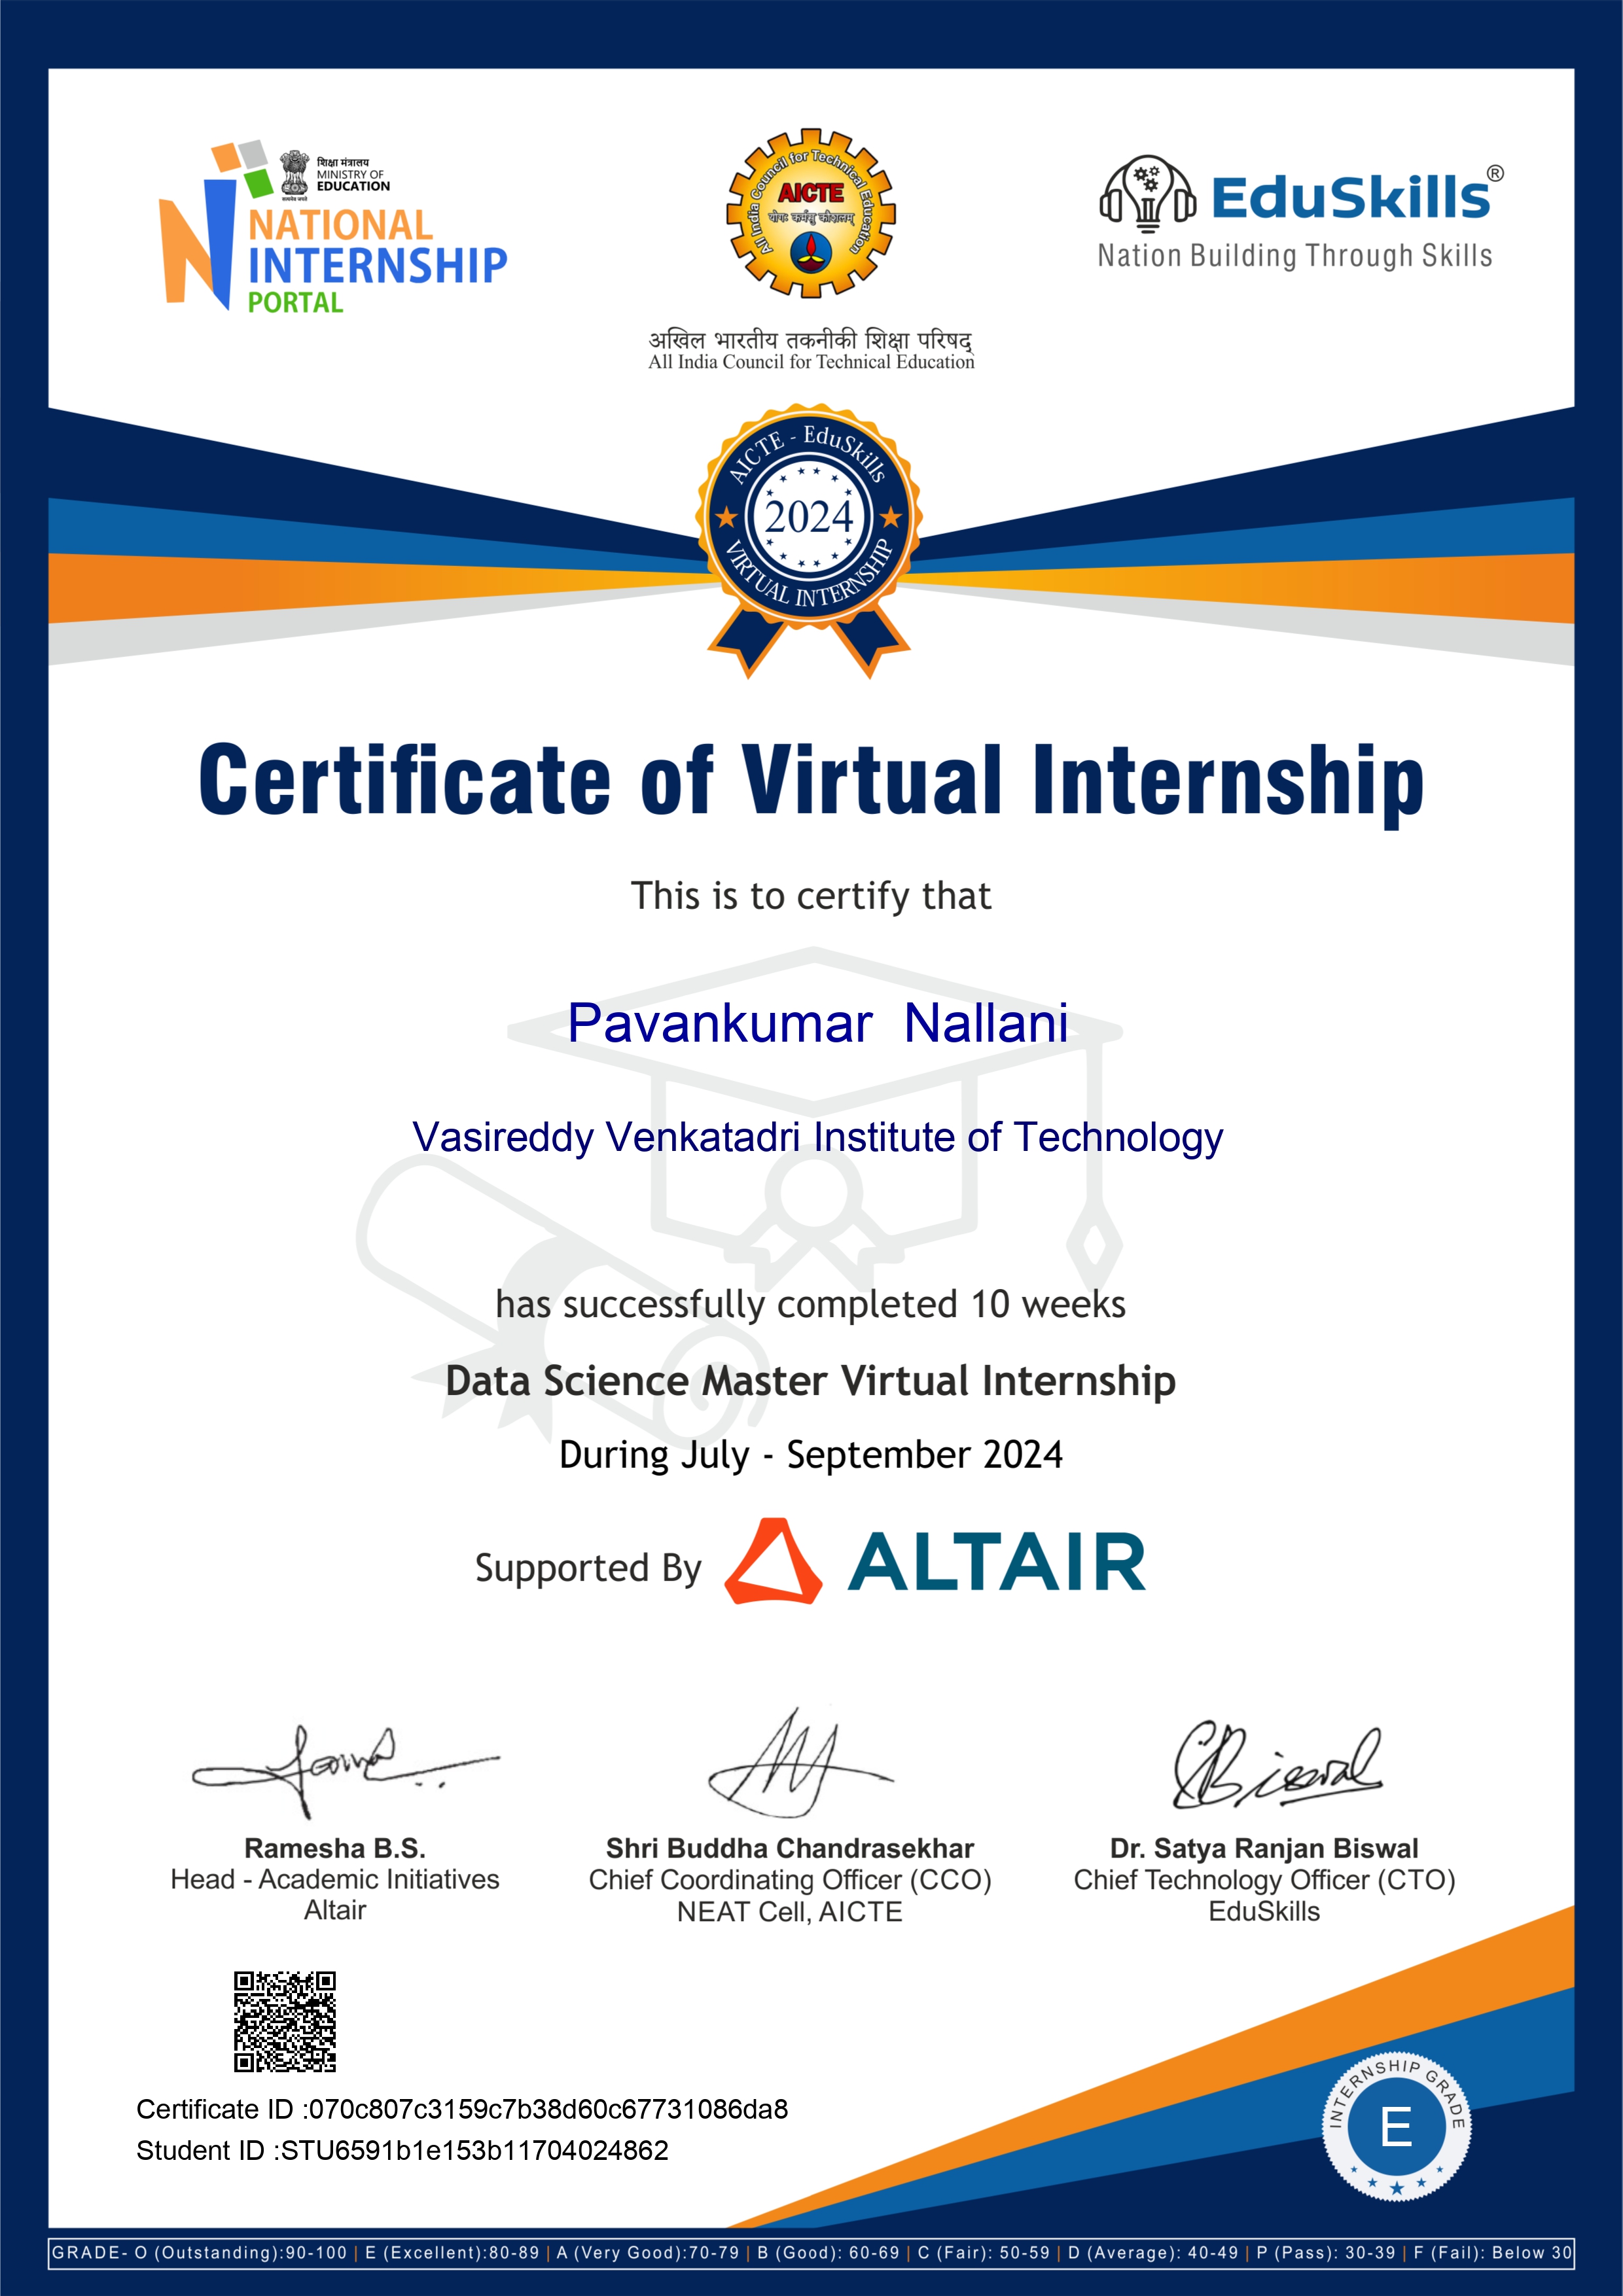 शिक्षा मंत्रालय
MINISTRY OF
EDUCATION
सत्यमेव जयते
NATIONAL
INTERNSHIP
PORTAL
All India Council for Technical Education
AICTE
योगः कर्मसु कौशलम्
अखिल भारतीय तकनीकी शिक्षा परिषद्
All India Council for Technical Education
EduSkills®
Nation Building Through Skills
AICTE - EduSkills
2024
VIRTUAL INTERNSHIP
Certificate of Virtual Internship
This is to certify that
Pavankumar Nallani
Vasireddy Venkatadri Institute of Technology
has successfully completed 10 weeks
Data Science Master Virtual Internship
During July - September 2024
Supported By ALTAIR
Ramesha B.S.
Head - Academic Initiatives
Altair
Shri Buddha Chandrasekhar
Chief Coordinating Officer (CCO)
NEAT Cell, AICTE
Biswal
Dr. Satya Ranjan Biswal
Chief Technology Officer (CTO)
EduSkills
Certificate ID :070c807c3159c7b38d60c67731086da8
Student ID :STU6591b1e153b11704024862
INTERNSHIP GRADE
E
GRADE- O (Outstanding):90-100 | E (Excellent):80-89 | A (Very Good):70-79 | B (Good): 60-69 | C (Fair): 50-59 | D (Average): 40-49 | P (Pass): 30-39 | F (Fail): Below 30